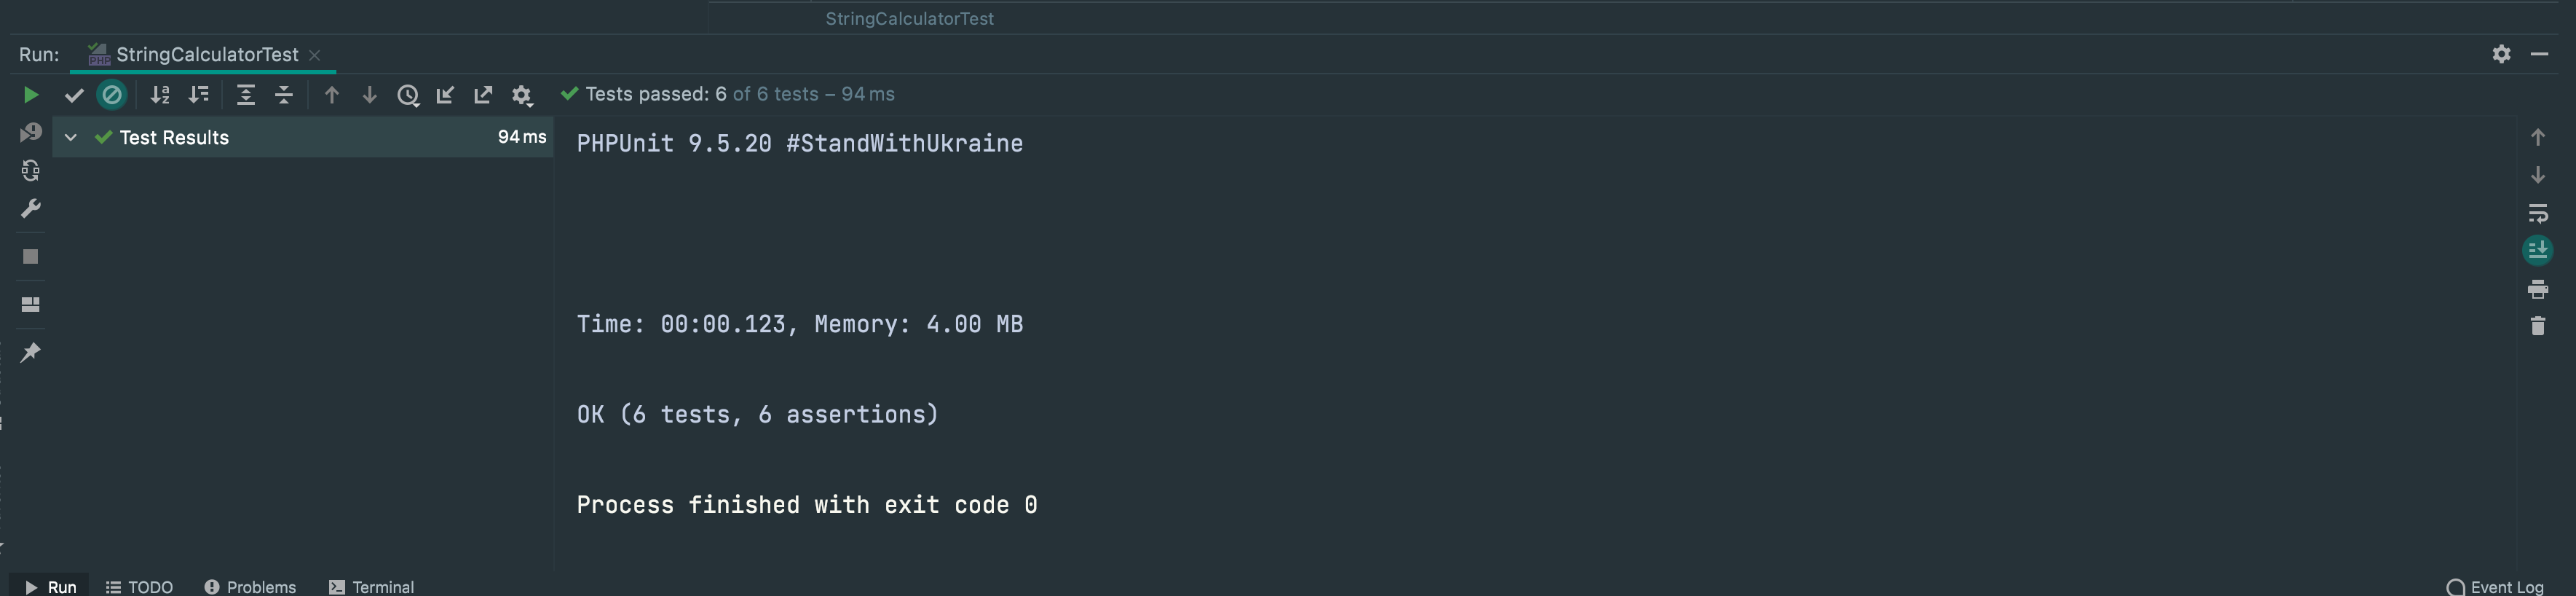 StringCalculatorTest
Run: StringCalculatorTest
Tests passed: 6 of 6 tests – 94 ms
Test Results 94 ms
PHPUnit 9.5.20 #StandWithUkraine
Time: 00:00.123, Memory: 4.00 MB
OK (6 tests, 6 assertions)
Process finished with exit code 0
Run TODO Problems Terminal Event Log